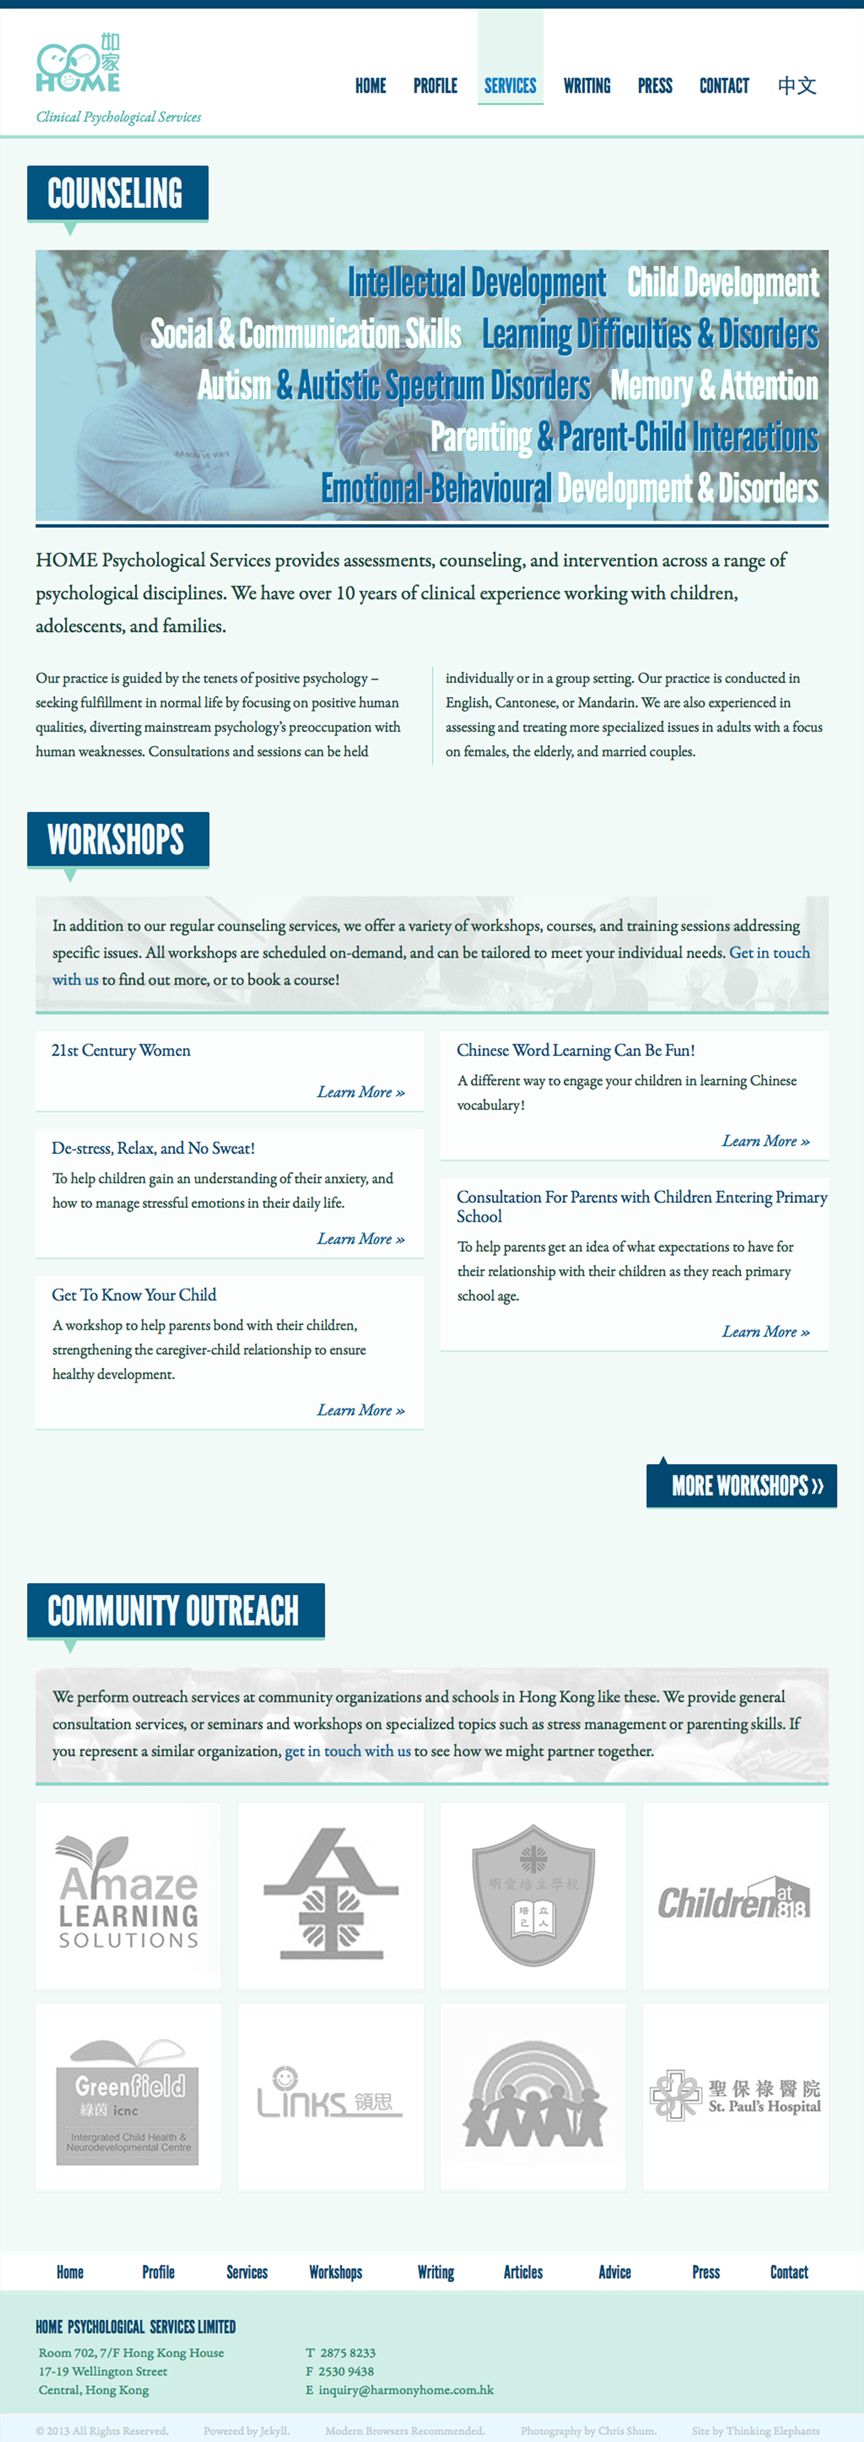 如家
HOME
Clinical Psychological Services
HOME PROFILE SERVICES WRITING PRESS CONTACT 中文
COUNSELING
Intellectual Development Child Development
Social & Communication Skills Learning Difficulties & Disorders
Autism & Autistic Spectrum Disorders Memory & Attention
Parenting & Parent-Child Interactions
Emotional-Behavioural Development & Disorders
HOME Psychological Services provides assessments, counseling, and intervention across a range of
psychological disciplines. We have over 10 years of clinical experience working with children,
adolescents, and families.
Our practice is guided by the tenets of positive psychology –
seeking fulfillment in normal life by focusing on positive human
qualities, diverting mainstream psychology's preoccupation with
human weaknesses. Consultations and sessions can be held
individually or in a group setting. Our practice is conducted in
English, Cantonese, or Mandarin. We are also experienced in
assessing and treating more specialized issues in adults with a focus
on females, the elderly, and married couples.
WORKSHOPS
In addition to our regular counseling services, we offer a variety of workshops, courses, and training sessions addressing
specific issues. All workshops are scheduled on-demand, and can be tailored to meet your individual needs. Get in touch
with us to find out more, or to book a course!
21st Century Women
Learn More »
De-stress, Relax, and No Sweat!
To help children gain an understanding of their anxiety, and
how to manage stressful emotions in their daily life.
Learn More »
Get To Know Your Child
A workshop to help parents bond with their children,
strengthening the caregiver-child relationship to ensure
healthy development.
Learn More »
Chinese Word Learning Can Be Fun!
A different way to engage your children in learning Chinese
vocabulary!
Learn More »
Consultation For Parents with Children Entering Primary
School
To help parents get an idea of what expectations to have for
their relationship with their children as they reach primary
school age.
Learn More »
MORE WORKSHOPS »
COMMUNITY OUTREACH
We perform outreach services at community organizations and schools in Hong Kong like these. We provide general
consultation services, or seminars and workshops on specialized topics such as stress management or parenting skills. If
you represent a similar organization, get in touch with us to see how we might partner together.
Amaze
LEARNING
SOLUTIONS
明愛培立學校
培己 立人
Children at 818
Greenfield
綠茵 icnc
Intergrated Child Health &
Neurodevelopmental Centre
Links 領思
聖保祿醫院
St. Paul's Hospital
Home Profile Services Workshops Writing Articles Advice Press Contact
HOME PSYCHOLOGICAL SERVICES LIMITED
Room 702, 7/F Hong Kong House
17-19 Wellington Street
Central, Hong Kong
T 2875 8233
F 2530 9438
E inquiry@harmonyhome.com.hk
© 2013 All Rights Reserved. Powered by Jekyll. Modern Browsers Recommended. Photography by Chris Shum. Site by Thinking Elephants